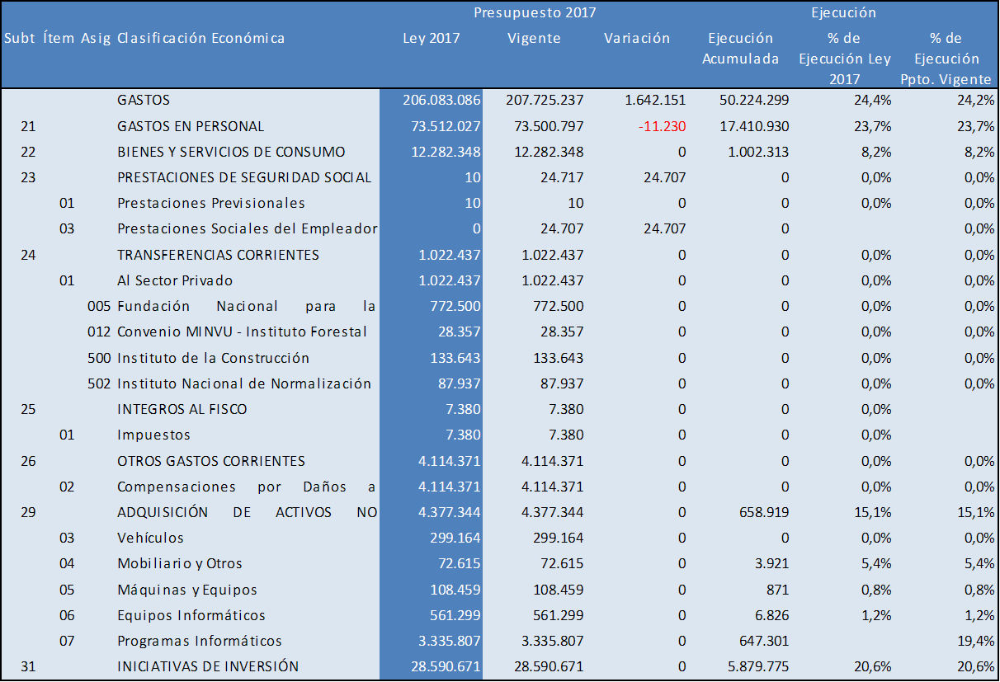 Presupuesto 2017 Ejecución
Subt Ítem Asig Clasificación Económica Ley 2017 Vigente Variación Ejecución % de % de
Acumulada Ejecución Ley Ejecución
2017 Ppto. Vigente
GASTOS 206.083.086 207.725.237 1.642.151 50.224.299 24,4% 24,2%
21 GASTOS EN PERSONAL 73.512.027 73.500.797 -11.230 17.410.930 23,7% 23,7%
22 BIENES Y SERVICIOS DE CONSUMO 12.282.348 12.282.348 0 1.002.313 8,2% 8,2%
23 PRESTACIONES DE SEGURIDAD SOCIAL 10 24.717 24.707 0 0,0% 0,0%
01 Prestaciones Previsionales 10 10 0 0 0,0% 0,0%
03 Prestaciones Sociales del Empleador 0 24.707 24.707 0 0,0%
24 TRANSFERENCIAS CORRIENTES 1.022.437 1.022.437 0 0 0,0% 0,0%
01 Al Sector Privado 1.022.437 1.022.437 0 0 0,0% 0,0%
005 Fundación Nacional para la 772.500 772.500 0 0 0,0% 0,0%
012 Convenio MINVU - Instituto Forestal 28.357 28.357 0 0 0,0% 0,0%
500 Instituto de la Construcción 133.643 133.643 0 0 0,0% 0,0%
502 Instituto Nacional de Normalización 87.937 87.937 0 0 0,0% 0,0%
25 INTEGROS AL FISCO 7.380 7.380 0 0 0,0%
01 Impuestos 7.380 7.380 0 0 0,0%
26 OTROS GASTOS CORRIENTES 4.114.371 4.114.371 0 0 0,0% 0,0%
02 Compensaciones por Daños a 4.114.371 4.114.371 0 0 0,0% 0,0%
29 ADQUISICIÓN DE ACTIVOS NO 4.377.344 4.377.344 0 658.919 15,1% 15,1%
03 Vehículos 299.164 299.164 0 0 0,0% 0,0%
04 Mobiliario y Otros 72.615 72.615 0 3.921 5,4% 5,4%
05 Máquinas y Equipos 108.459 108.459 0 871 0,8% 0,8%
06 Equipos Informáticos 561.299 561.299 0 6.826 1,2% 1,2%
07 Programas Informáticos 3.335.807 3.335.807 0 647.301 19,4%
31 INICIATIVAS DE INVERSIÓN 28.590.671 28.590.671 0 5.879.775 20,6% 20,6%